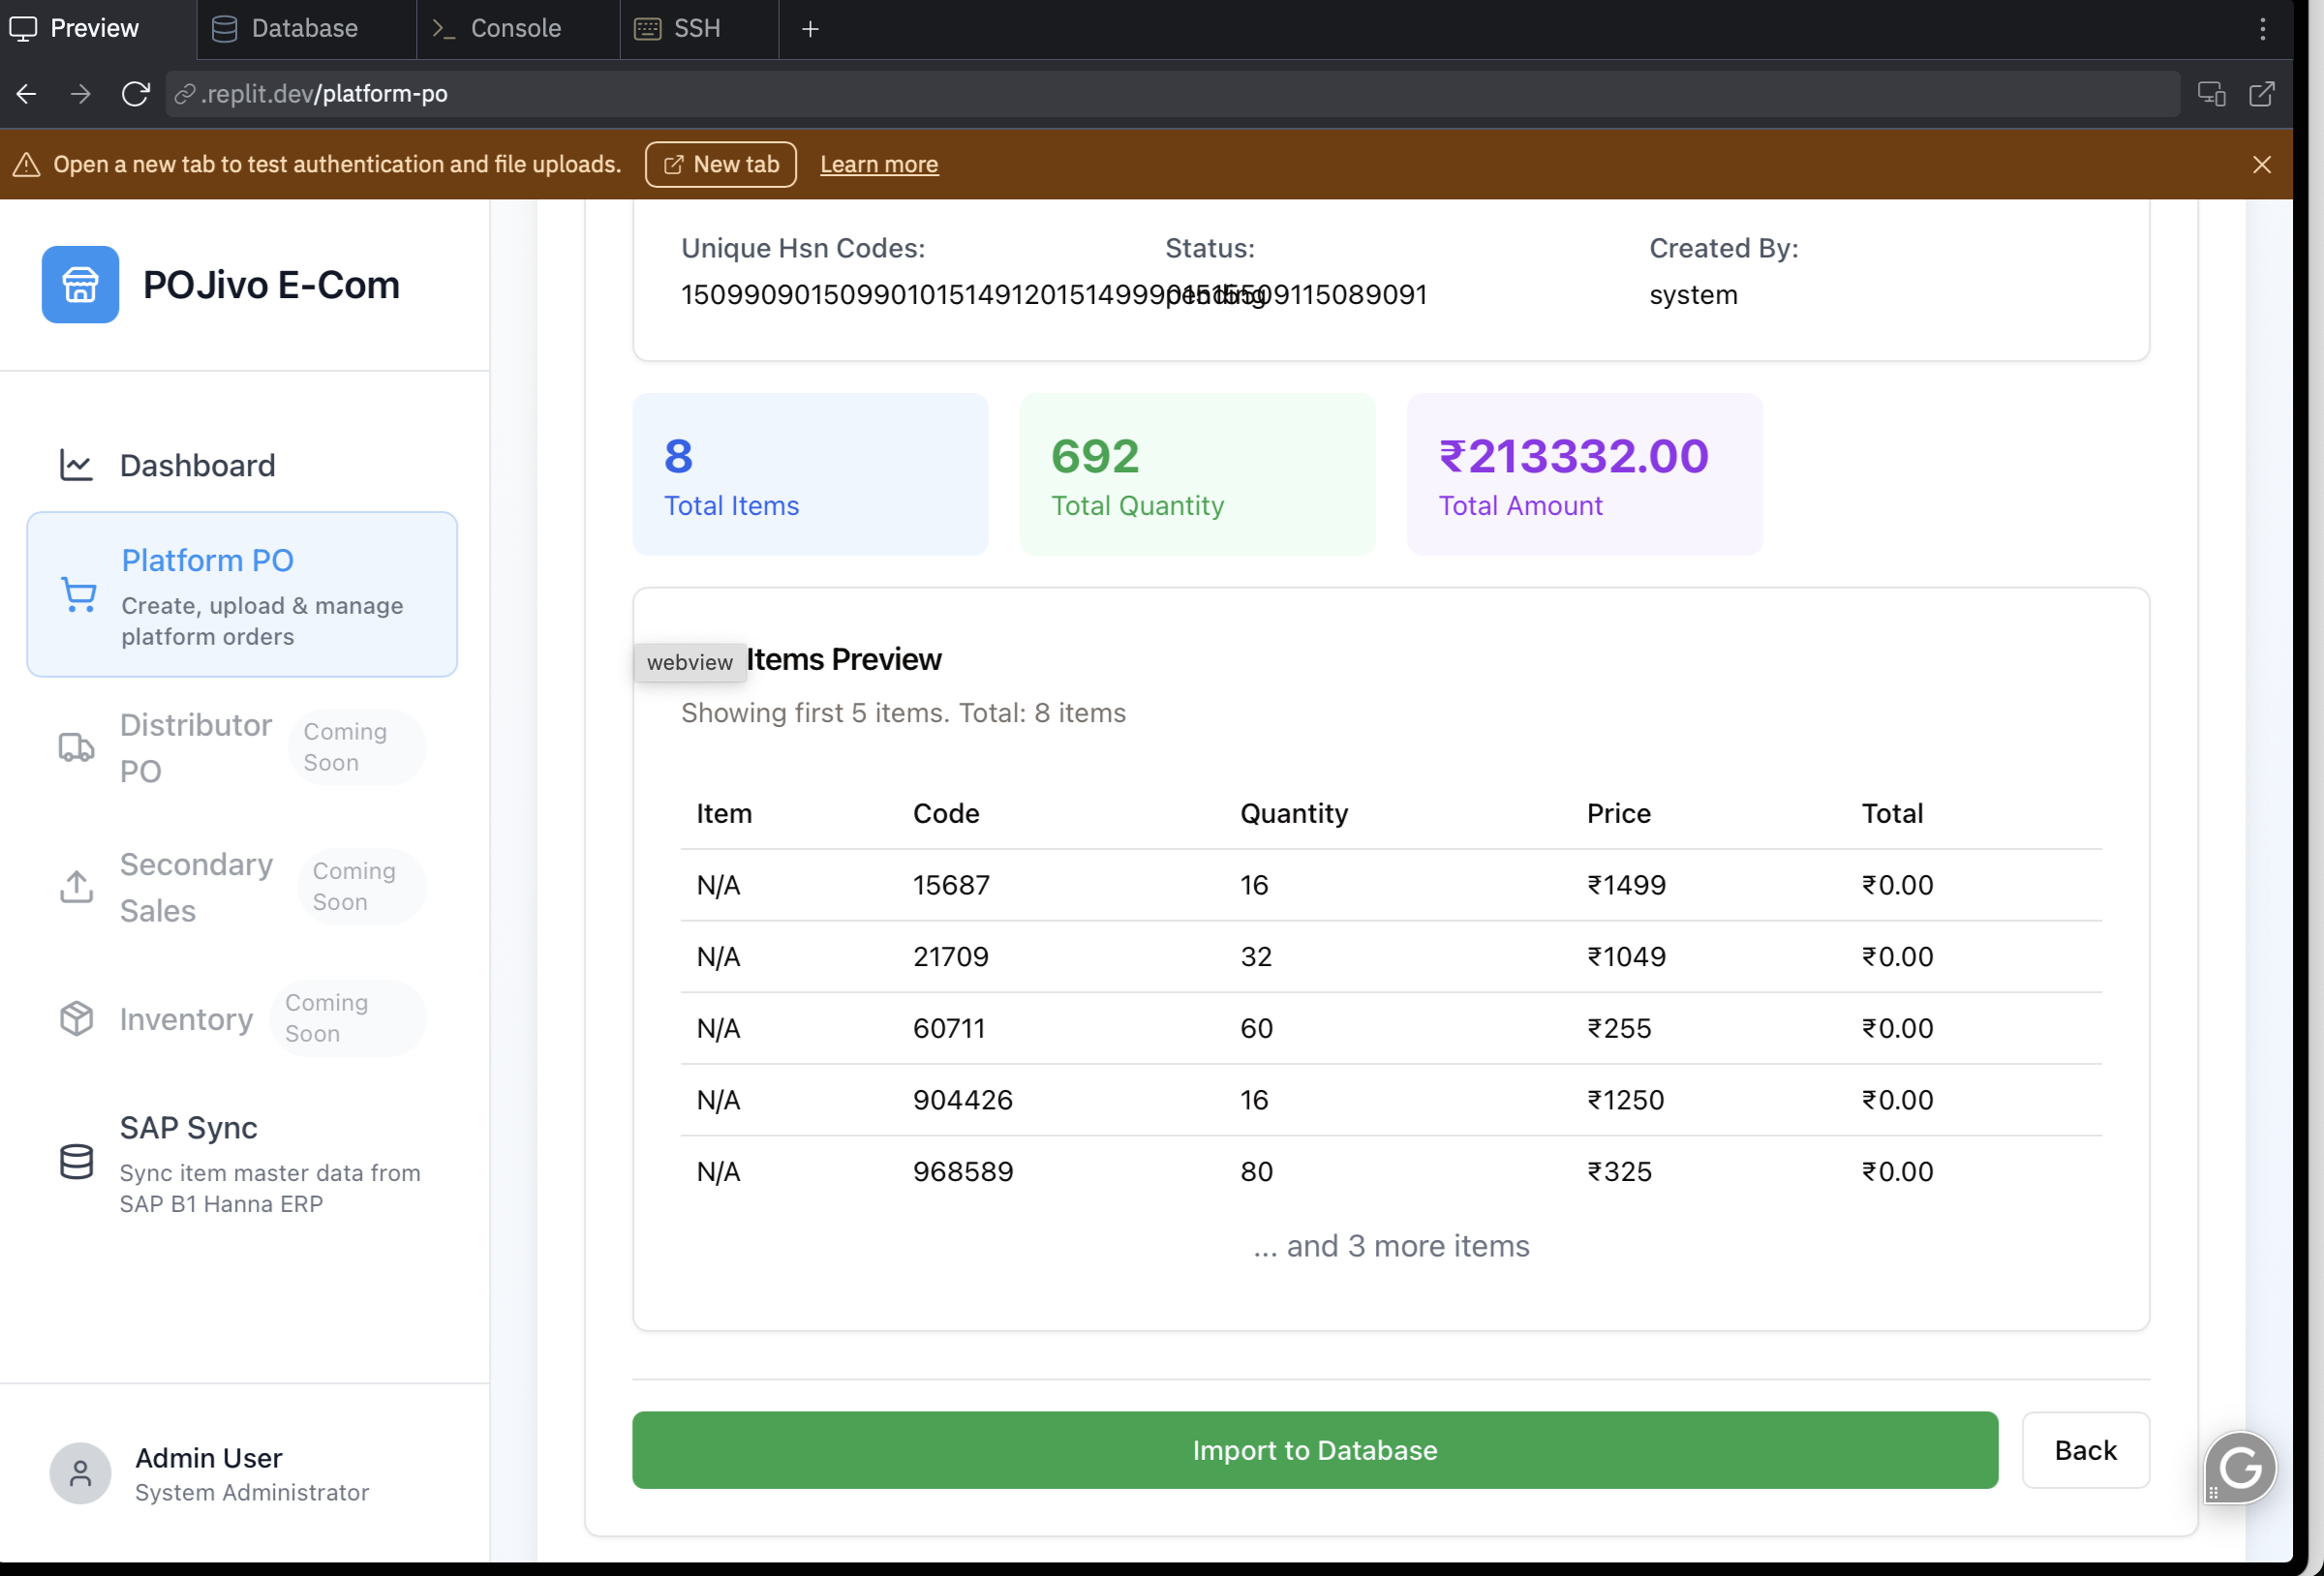 Preview
Database
Console
SSH
.replit.dev/platform-po
Open a new tab to test authentication and file uploads.
New tab
Learn more
POJivo E-Com
Dashboard
Platform PO
Create, upload & manage
platform orders
Distributor
PO
Coming
Soon
Secondary
Sales
Coming
Soon
Inventory
Coming
Soon
SAP Sync
Sync item master data from
SAP B1 Hanna ERP
Admin User
System Administrator
Unique Hsn Codes:
Status:
Created By:
pending
system
8
Total Items
692
Total Quantity
₹213332.00
Total Amount
webview
Items Preview
Showing first 5 items. Total: 8 items
Item Code Quantity Price Total
N/A 15687 16 ₹1499 ₹0.00
N/A 21709 32 ₹1049 ₹0.00
N/A 60711 60 ₹255 ₹0.00
N/A 904426 16 ₹1250 ₹0.00
N/A 968589 80 ₹325 ₹0.00
... and 3 more items
Import to Database
Back